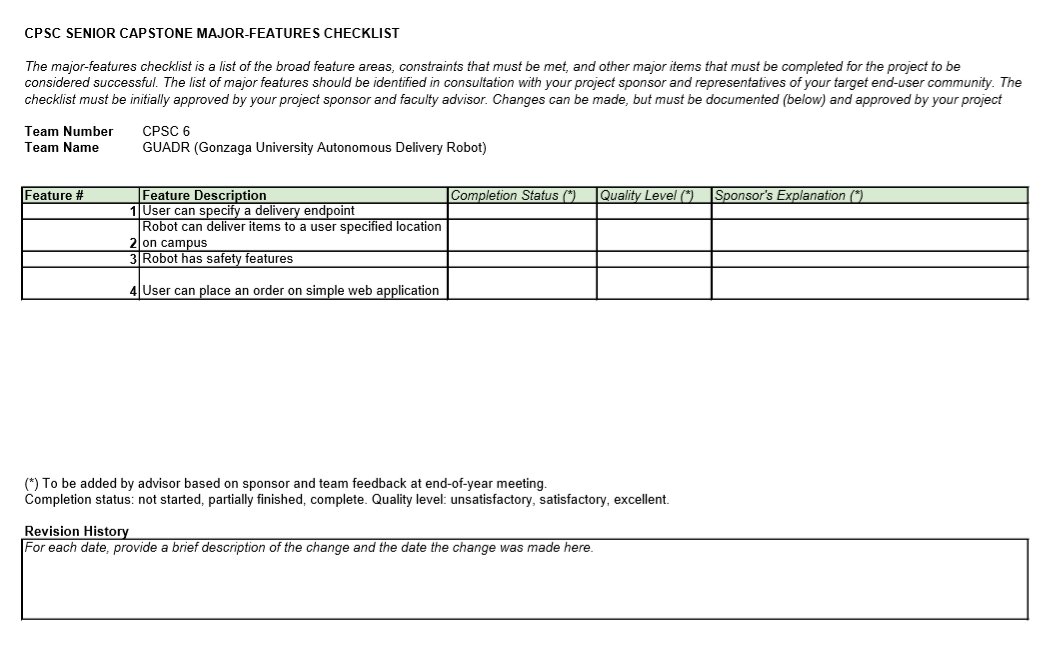 CPSC SENIOR CAPSTONE MAJOR-FEATURES CHECKLIST
The major-features checklist is a list of the broad feature areas, constraints that must be met, and other major items that must be completed for the project to be
considered successful. The list of major features should be identified in consultation with your project sponsor and representatives of your target end-user community. The
checklist must be initially approved by your project sponsor and faculty advisor. Changes can be made, but must be documented (below) and approved by your project
Team Number CPSC 6
Team Name GUADR (Gonzaga University Autonomous Delivery Robot)
Feature # Feature Description Completion Status (*) Quality Level (*) Sponsor's Explanation (*)
1 User can specify a delivery endpoint
Robot can deliver items to a user specified location
2 on campus
3 Robot has safety features
4 User can place an order on simple web application
(*) To be added by advisor based on sponsor and team feedback at end-of-year meeting.
Completion status: not started, partially finished, complete. Quality level: unsatisfactory, satisfactory, excellent.
Revision History
For each date, provide a brief description of the change and the date the change was made here.